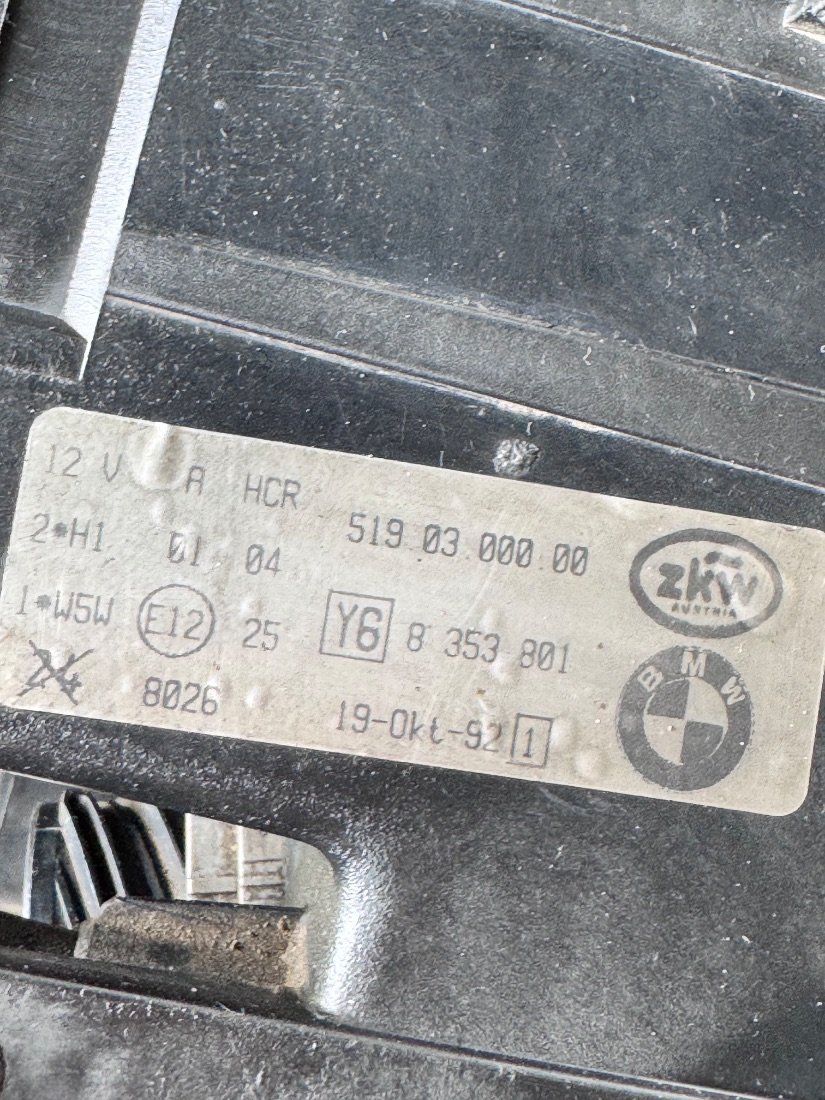 12 V A HCR 519.03.000.00
2*H1 01 04
zkw
AUSTRIA
1*W5W E12 25 Y6 8 353 801
BMW
24 8026 19-Okt-92 1